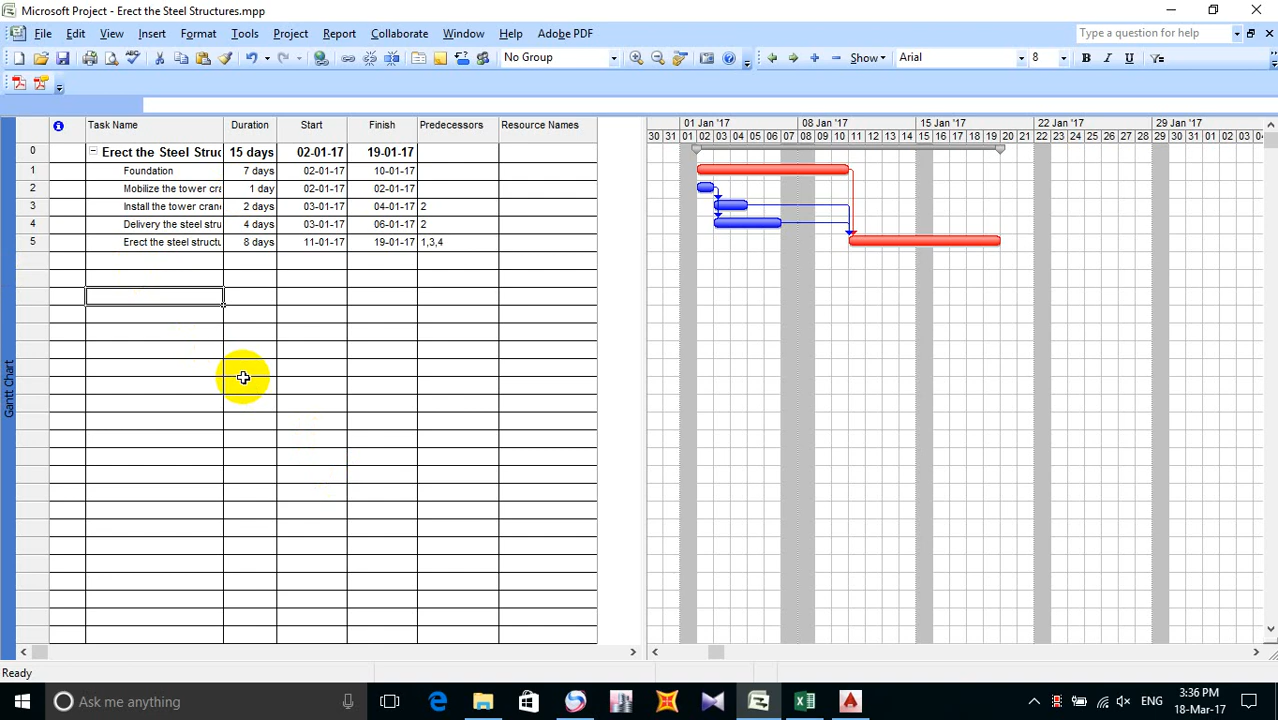 Microsoft Project - Erect the Steel Structures.mpp
File Edit View Insert Format Tools Project Report Collaborate Window Help Adobe PDF
Type a question for help
No Group Show Arial 8 B I U
Task Name Duration Start Finish Predecessors Resource Names
01 Jan '17 08 Jan '17 15 Jan '17 22 Jan '17 29 Jan '17
30 31 01 02 03 04 05 06 07 08 09 10 11 12 13 14 15 16 17 18 19 20 21 22 23 24 25 26 27 28 29 30 31 01 02 03 04
0 Erect the Steel Struc 15 days 02-01-17 19-01-17
1 Foundation 7 days 02-01-17 10-01-17
2 Mobilize the tower cra 1 day 02-01-17 02-01-17
3 Install the tower cran 2 days 03-01-17 04-01-17 2
4 Delivery the steel stru 4 days 03-01-17 06-01-17 2
5 Erect the steel structu 8 days 11-01-17 19-01-17 1,3,4
Gantt Chart
Ready
Ask me anything
ENG
3:36 PM
18-Mar-17